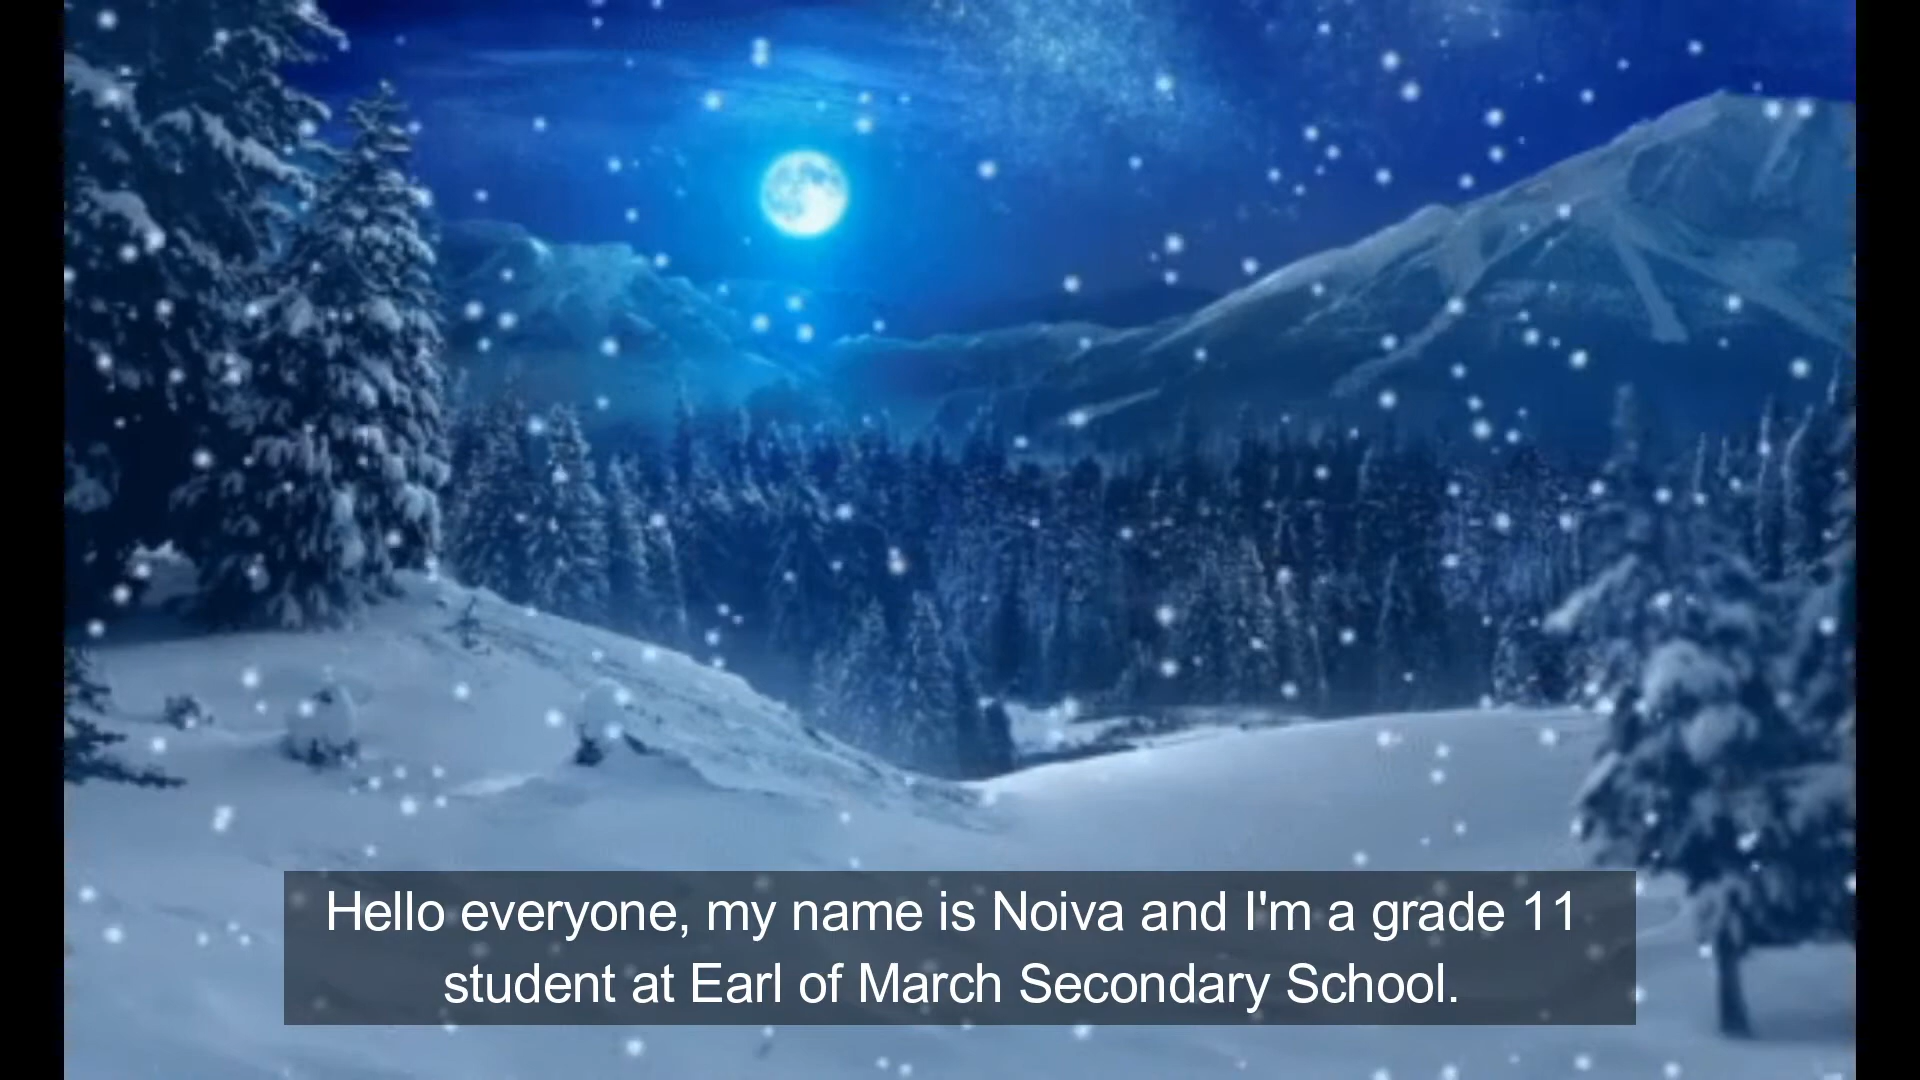 Hello everyone, my name is Noiva and I'm a grade 11
student at Earl of March Secondary School.